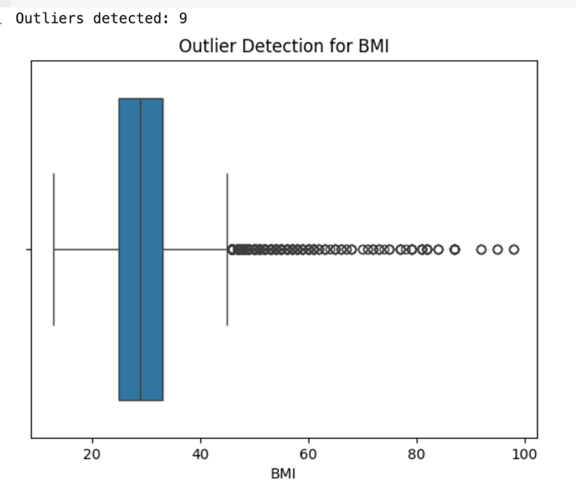 Outliers detected: 9
Outlier Detection for BMI
20 40 60 80 100
BMI